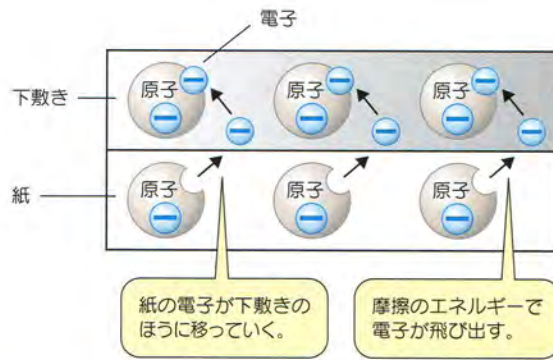 電子
下敷き
原子 原子 原子
紙
原子 原子 原子
紙の電子が下敷きの
ほうに移っていく。
摩擦のエネルギーで
電子が飛び出す。